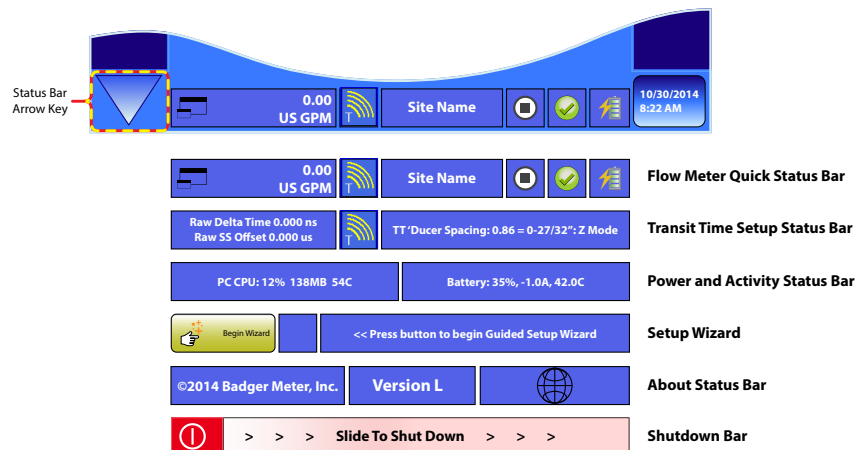 Status Bar
Arrow Key
0.00
US GPM
T
Site Name
10/30/2014
8:22 AM
0.00
US GPM
T
Site Name
Flow Meter Quick Status Bar
Raw Delta Time 0.000 ns
Raw SS Offset 0.000 us
T
TT ‘Ducer Spacing: 0.86 = 0-27/32”: Z Mode
Transit Time Setup Status Bar
PC CPU: 12% 138MB 54C
Battery: 35%, -1.0A, 42.0C
Power and Activity Status Bar
Begin Wizard
<< Press button to begin Guided Setup Wizard
Setup Wizard
©2014 Badger Meter, Inc.
Version L
About Status Bar
> > > Slide To Shut Down > > >
Shutdown Bar